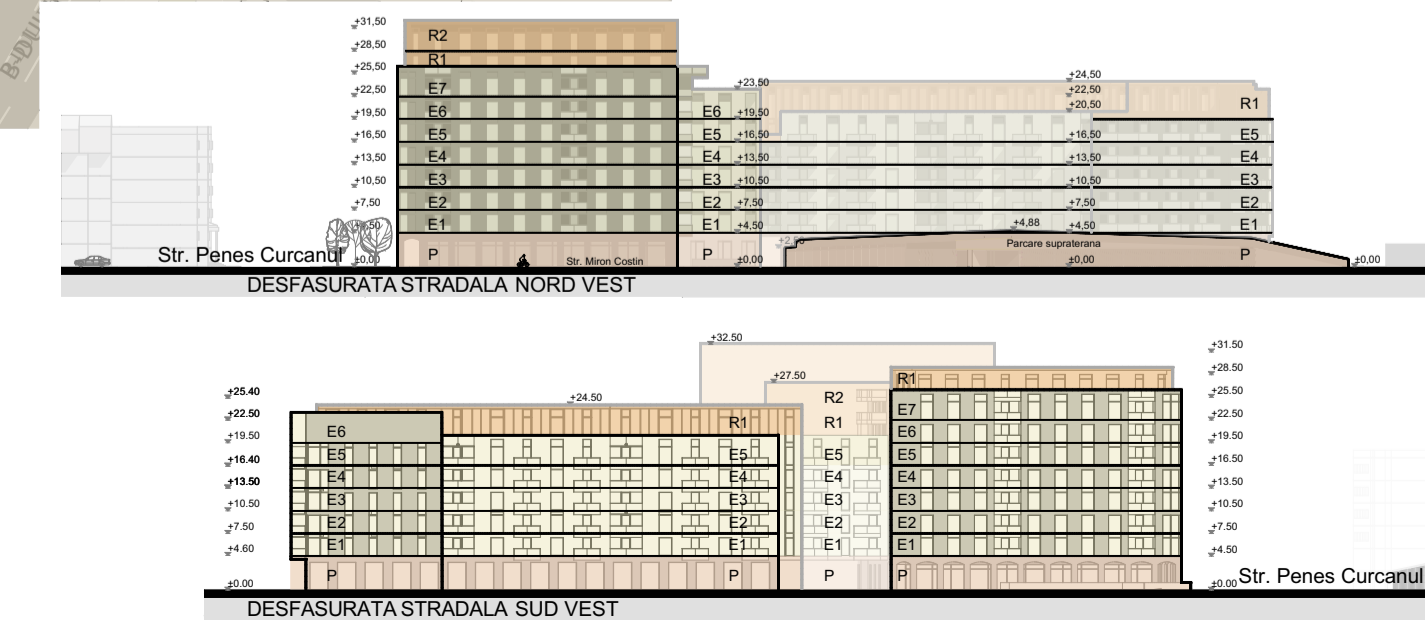 +31,50
R2
+28,50
R1
+25,50
+24,50
E7
+23,50
+22,50
+22,50
E6
E6
+20,50
R1
+19,50
+19,50
E5
E5
E5
+16,50
+16,50
+16,50
E4
E4
E4
+13,50
+13,50
+13,50
E3
E3
E3
+10,50
+10,50
+10,50
E2
E2
E2
+7,50
+7,50
+7,50
E1
E1
+4,88
E1
+4,50
+4,50
Parcare supraterana
Str. Penes Curcanul
±0,00
P
Str. Miron Costin
P
±0,00
±0,00
P
±0,00
DESFASURATA STRADALA NORD VEST
+32.50
+31.50
+28.50
R1
+27.50
+25.40
+24.50
R2
+25.50
+22.50
E7
+22.50
E6
R1
R1
E6
+19.50
+19.50
E5
E5
E5
E5
+16.40
+16.50
E4
E4
E4
E4
+13.50
+13.50
E3
E3
E3
E3
+10.50
+10.50
E2
E2
E2
E2
+7.50
+7.50
E1
E1
E1
E1
+4.60
+4.50
P
P
P
P
±0.00
±0.00
Str. Penes Curcanul
DESFASURATA STRADALA SUD VEST